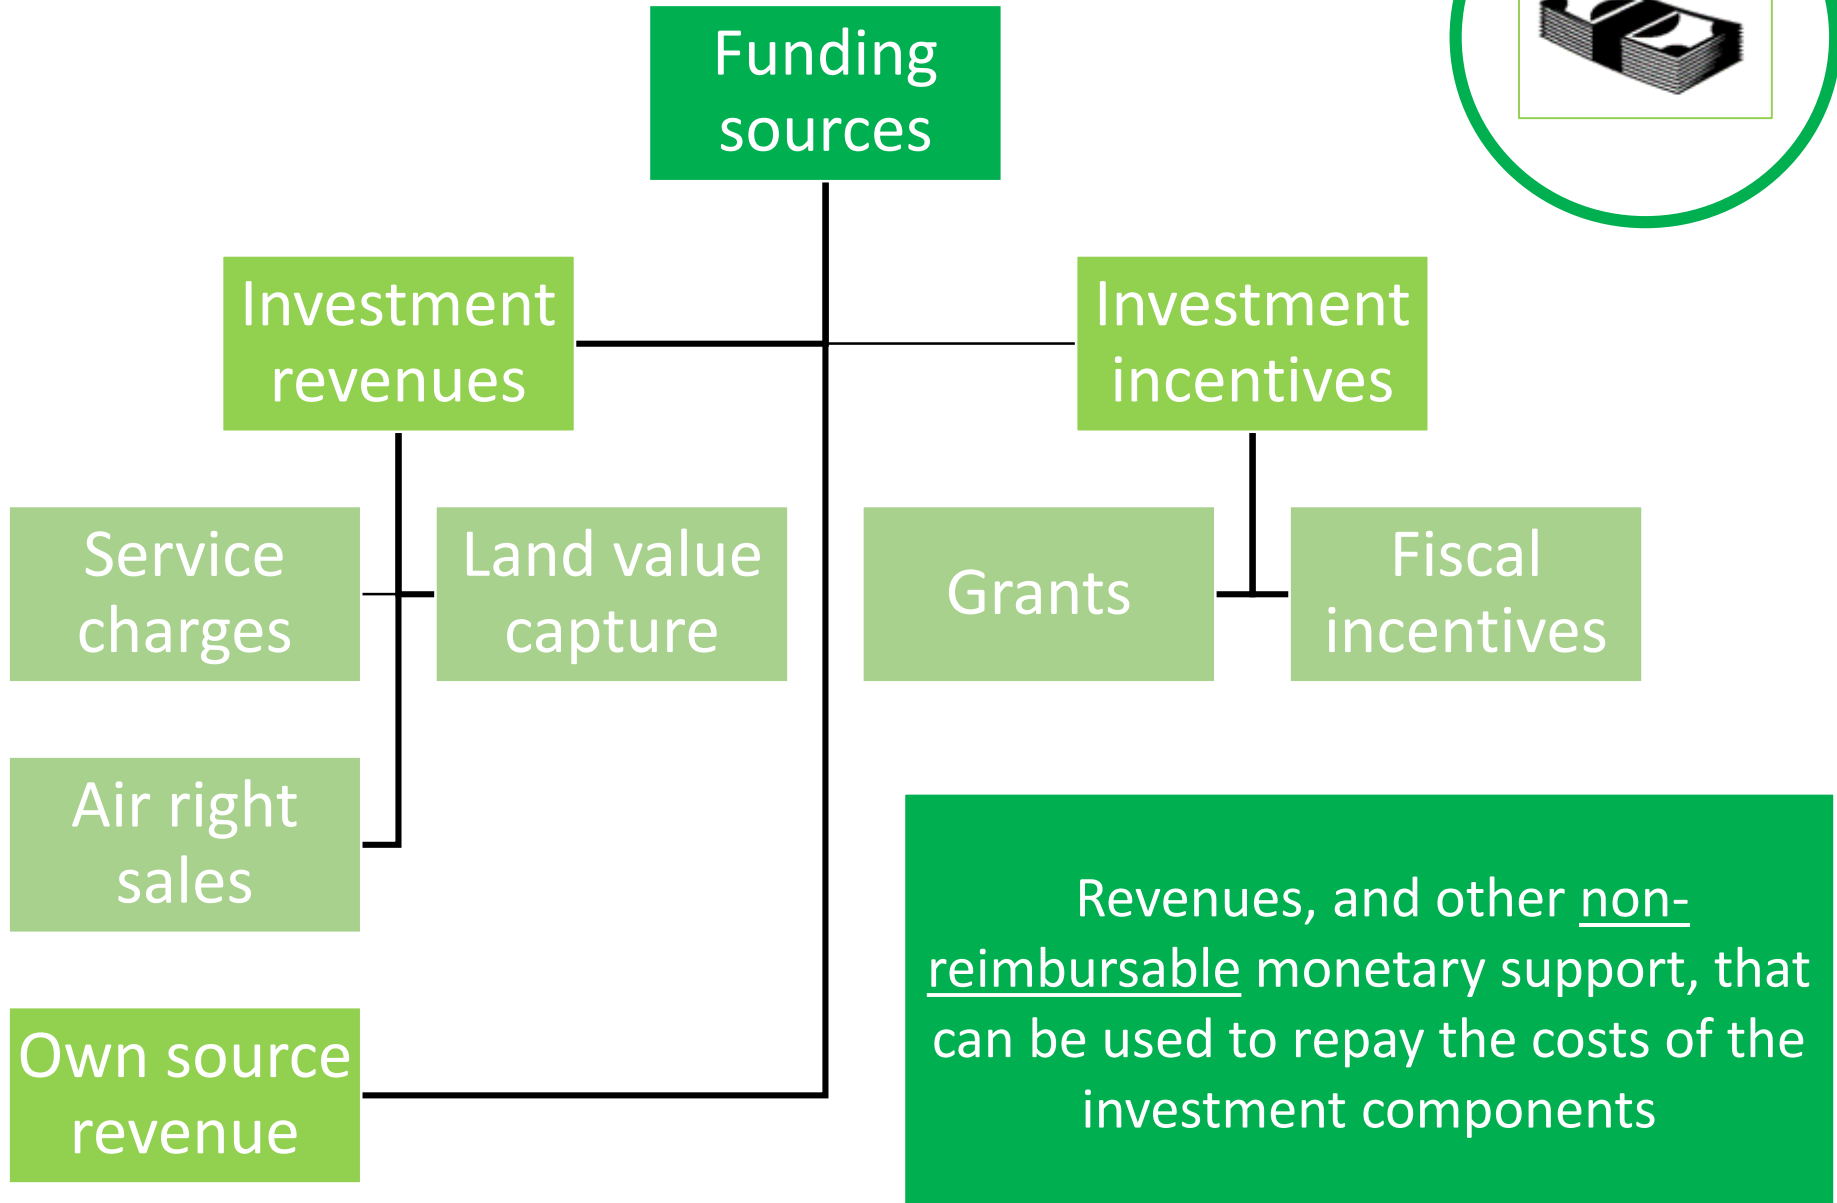 Funding
sources
Investment
revenues
Investment
incentives
Service
charges
Land value
capture
Grants
Fiscal
incentives
Air right
sales
Own source
revenue
Revenues, and other non-
reimbursable monetary support, that
can be used to repay the costs of the
investment components